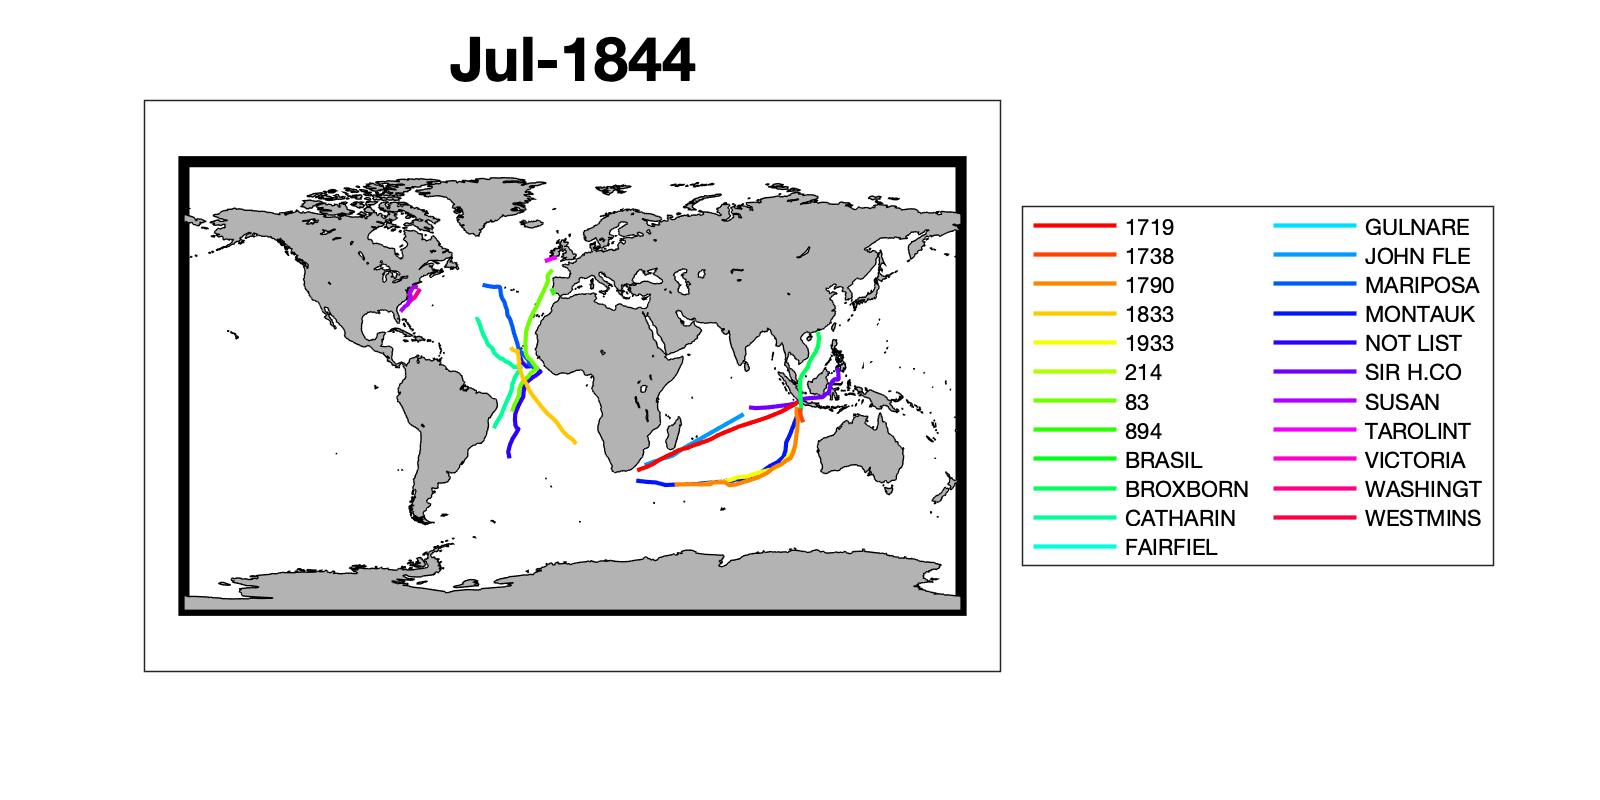 Jul-1844
1719
1738
1790
1833
1933
214
83
894
BRASIL
BROXBORN
CATHARIN
FAIRFIEL
GULNARE
JOHN FLE
MARIPOSA
MONTAUK
NOT LIST
SIR H.CO
SUSAN
TAROLINT
VICTORIA
WASHINGT
WESTMINS